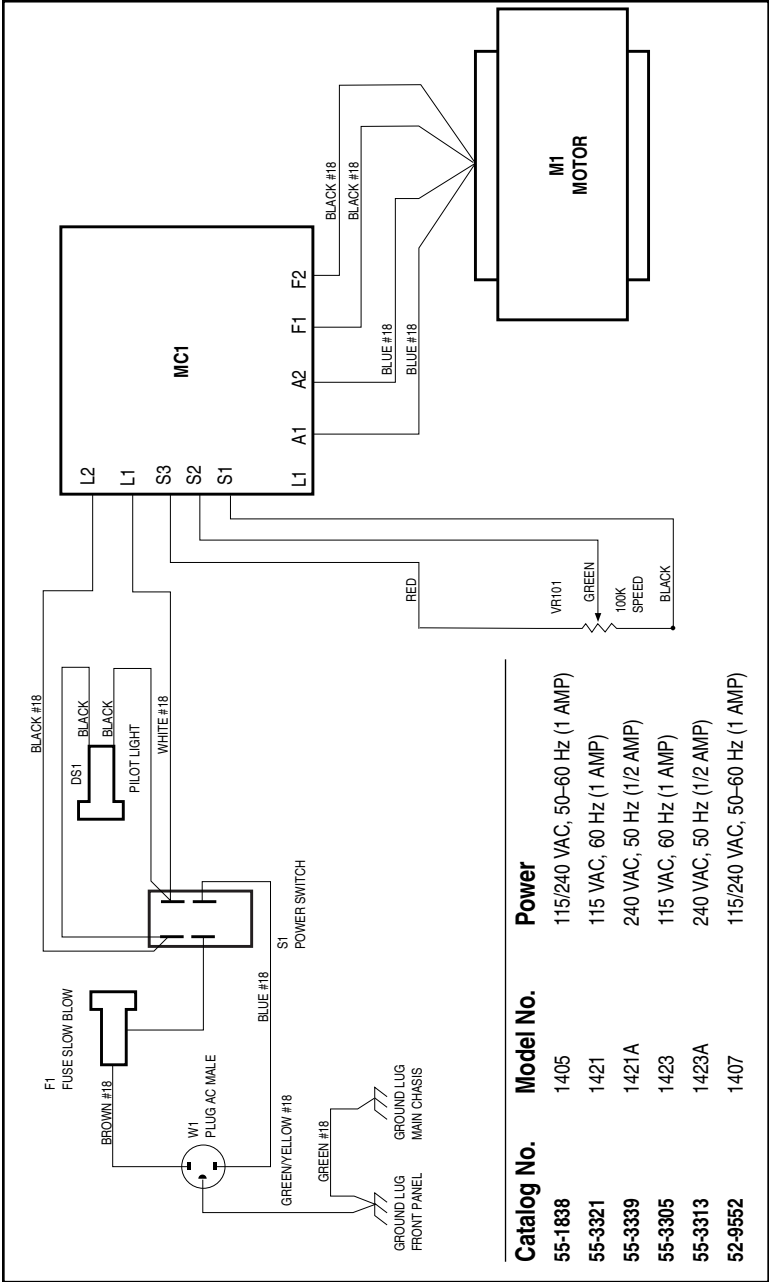 F1
FUSE SLOW BLOW
BROWN #18
W1
PLUG AC MALE
GREEN/YELLOW #18
GREEN #18
GROUND LUG
FRONT PANEL
GROUND LUG
MAIN CHASIS
BLUE #18
S1
POWER SWITCH
BLACK #18
DS1
BLACK
BLACK
PILOT LIGHT
WHITE #18
L2
L1
S3
S2
S1
L1
A1
A2
F1
F2
MC1
BLACK #18
BLACK #18
BLUE #18
BLUE #18
M1
MOTOR
RED
VR101
GREEN
100K
SPEED
BLACK
Catalog No. Model No. Power
55-1838 1405 115/240 VAC, 50–60 Hz (1 AMP)
55-3321 1421 115 VAC, 60 Hz (1 AMP)
55-3339 1421A 240 VAC, 50 Hz (1/2 AMP)
55-3305 1423 115 VAC, 60 Hz (1 AMP)
55-3313 1423A 240 VAC, 50 Hz (1/2 AMP)
52-9552 1407 115/240 VAC, 50–60 Hz (1 AMP)